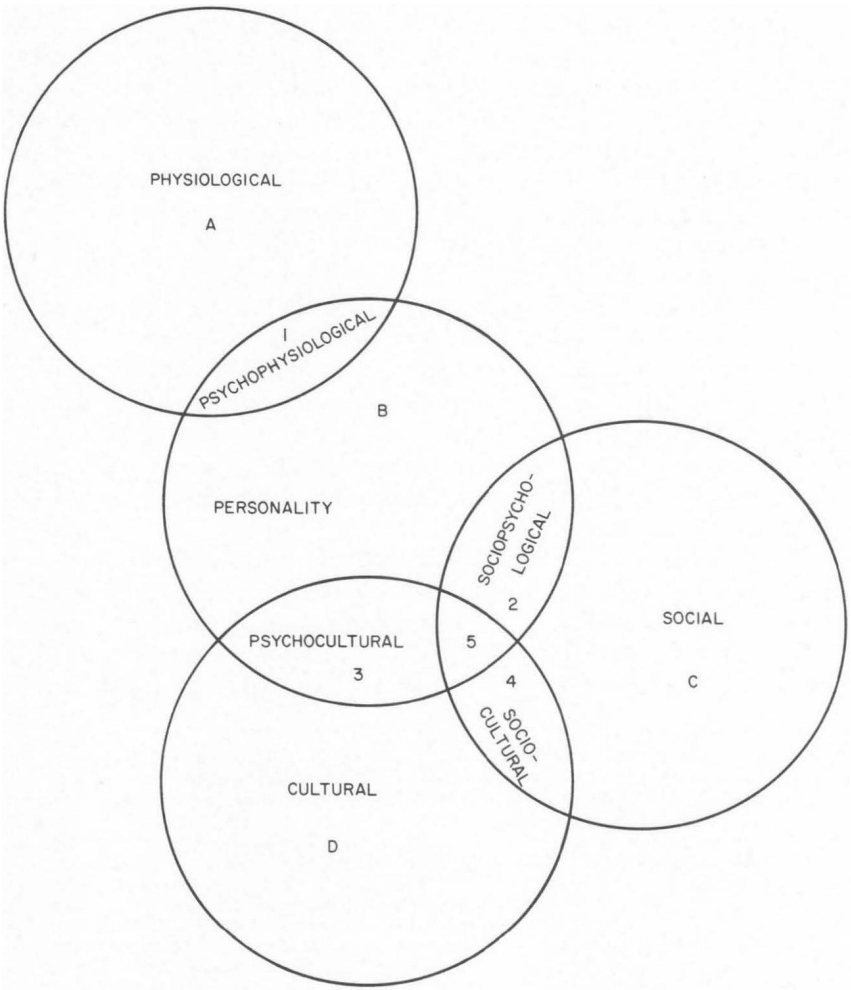 PHYSIOLOGICAL
A
1
PSYCHOPHYSIOLOGICAL
B
PERSONALITY
SOCIOPSYCHO-
LOGICAL
2
SOCIAL
C
PSYCHOCULTURAL
3
5
4
SOCIO-
CULTURAL
CULTURAL
D